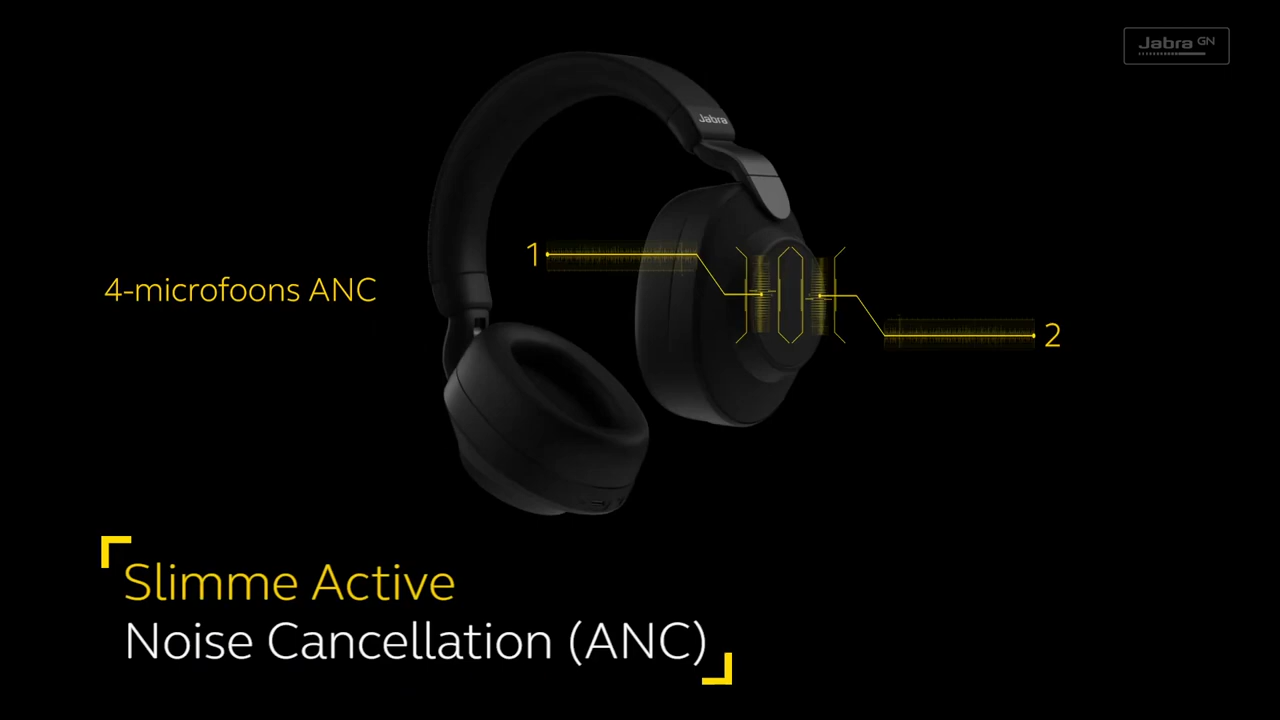 Jabra GN
Jabra
1
4-microfoons ANC
2
Slimme Active
Noise Cancellation (ANC)